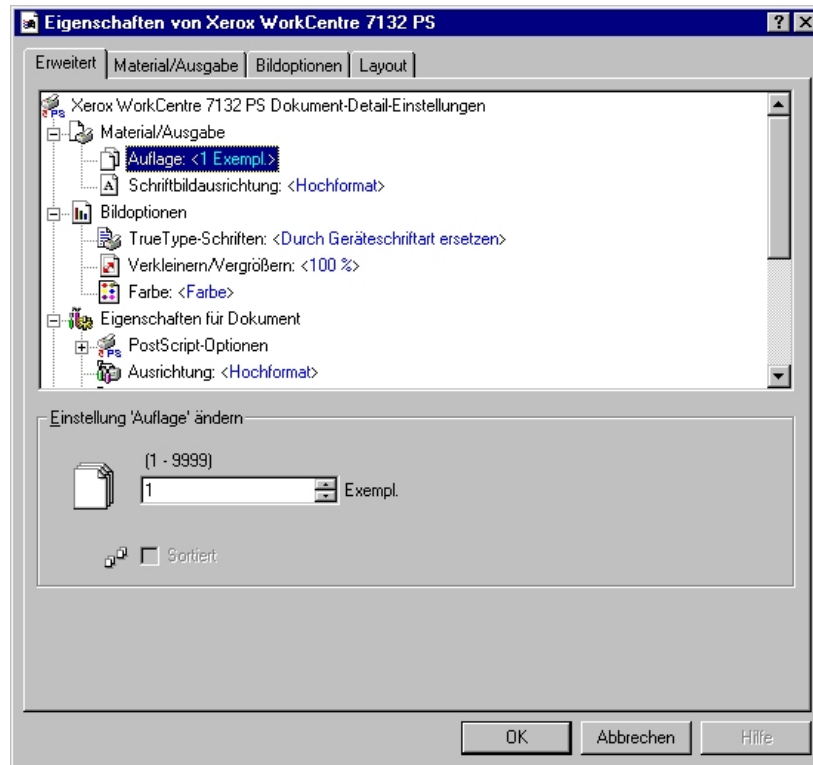 Eigenschaften von Xerox WorkCentre 7132 PS
Erweitert Material/Ausgabe Bildoptionen Layout
Xerox WorkCentre 7132 PS Dokument-Detail-Einstellungen
Material/Ausgabe
Auflage: <1 Exempl.>
Schriftbildausrichtung: <Hochformat>
Bildoptionen
TrueType-Schriften: <Durch Geräteschriftart ersetzen>
Verkleinern/Vergrößern: <100 %>
Farbe: <Farbe>
Eigenschaften für Dokument
PostScript-Optionen
Ausrichtung: <Hochformat>
Einstellung 'Auflage' ändern
(1 - 9999)
1 Exempl.
Sortiert
OK Abbrechen Hilfe